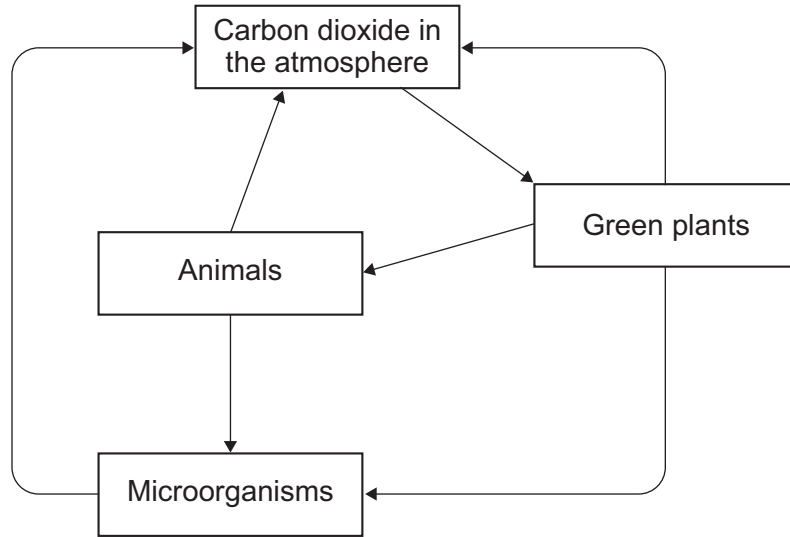 Carbon dioxide in
the atmosphere
Green plants
Animals
Microorganisms